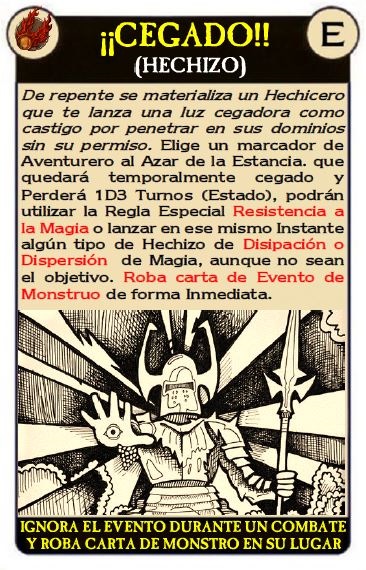 ¡¡CEGADO!!
E
(HECHIZO)
De repente se materializa un Hechicero
que te lanza una luz cegadora como
castigo por penetrar en sus dominios
sin su permiso. Elige un marcador de
Aventurero al Azar de la Estancia. que
quedará temporalmente cegado y
Perderá 1D3 Turnos (Estado), podrán
utilizar la Regla Especial Resistencia a
la Magia o lanzar en ese mismo Instante
algún tipo de Hechizo de Disipación o
Dispersión de Magia, aunque no sean
el objetivo. Roba carta de Evento de
Monstruo de forma Inmediata.
IGNORA EL EVENTO DURANTE UN COMBATE
Y ROBA CARTA DE MONSTRO EN SU LUGAR